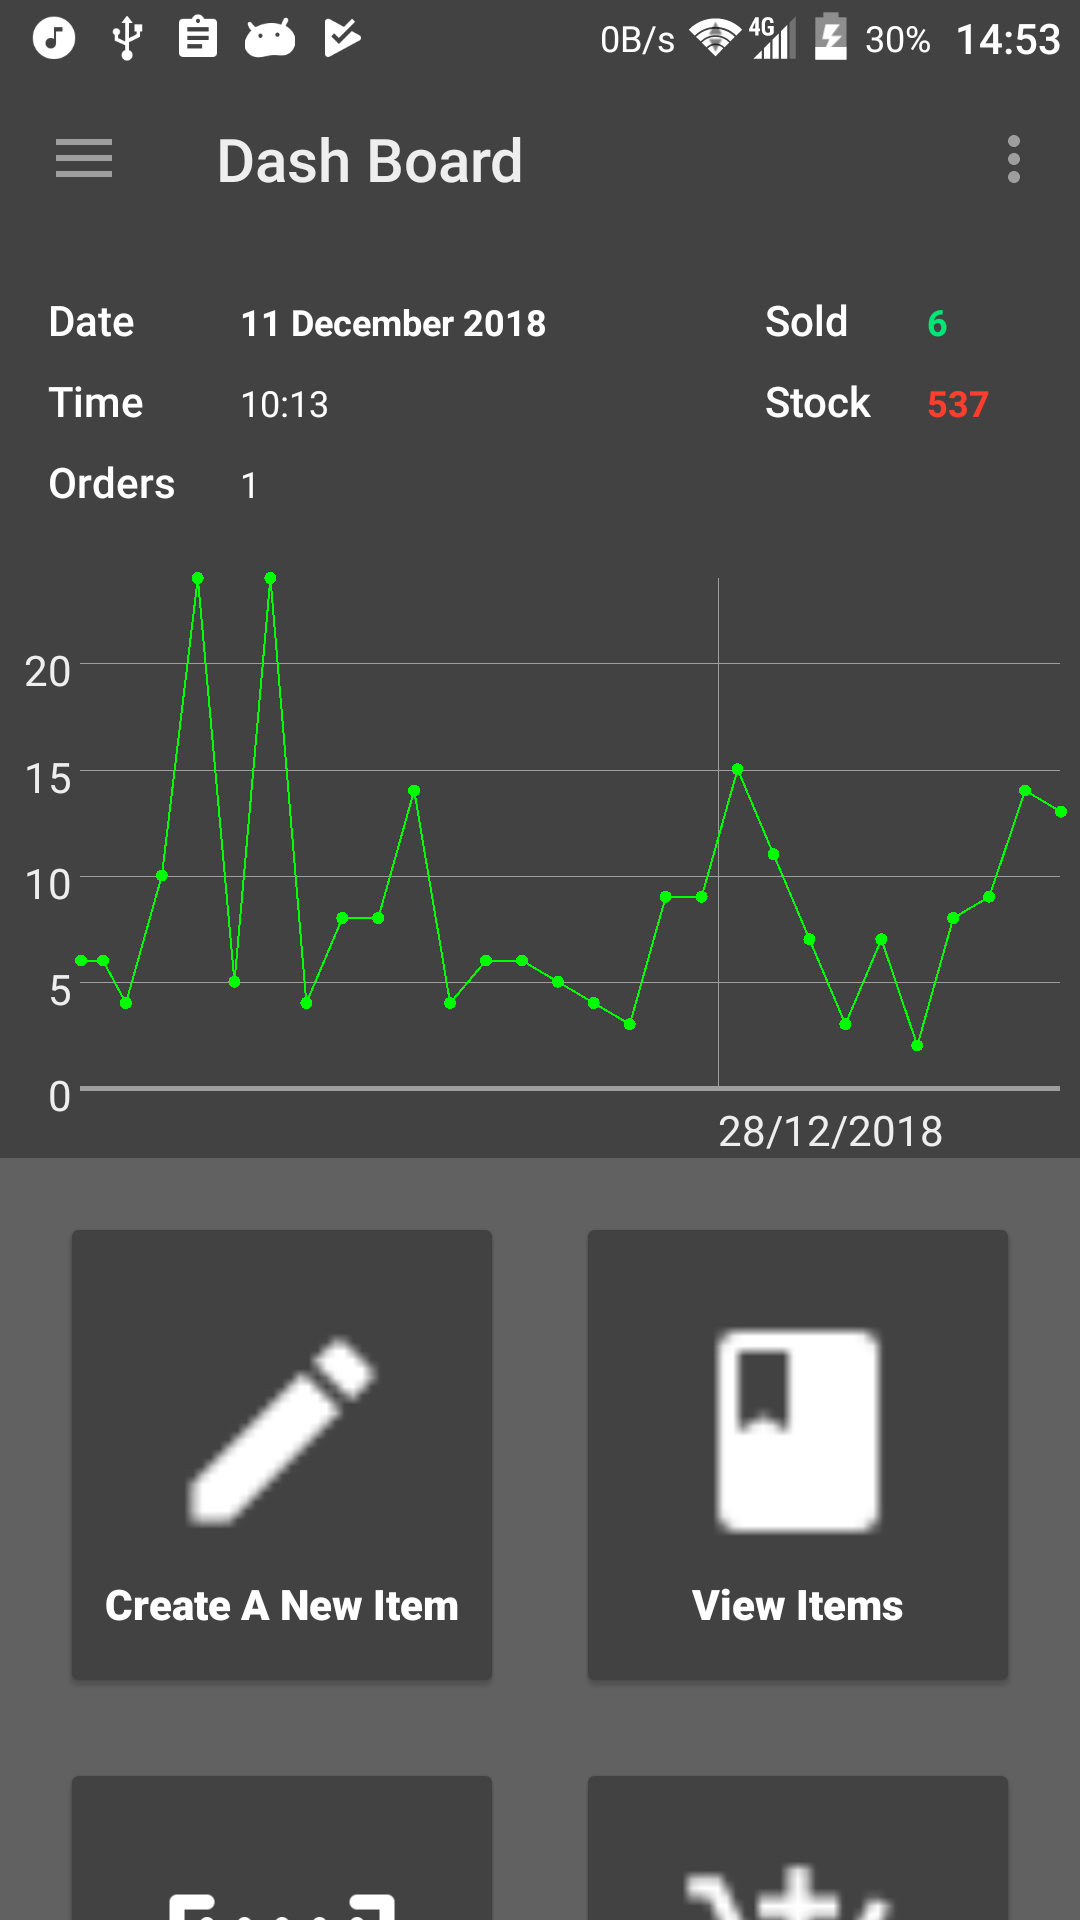 0B/s 4G 30% 14:53
Dash Board
Date 11 December 2018 Sold 6
Time 10:13 Stock 537
Orders 1
20
15
10
5
0
28/12/2018
Create A New Item View Items